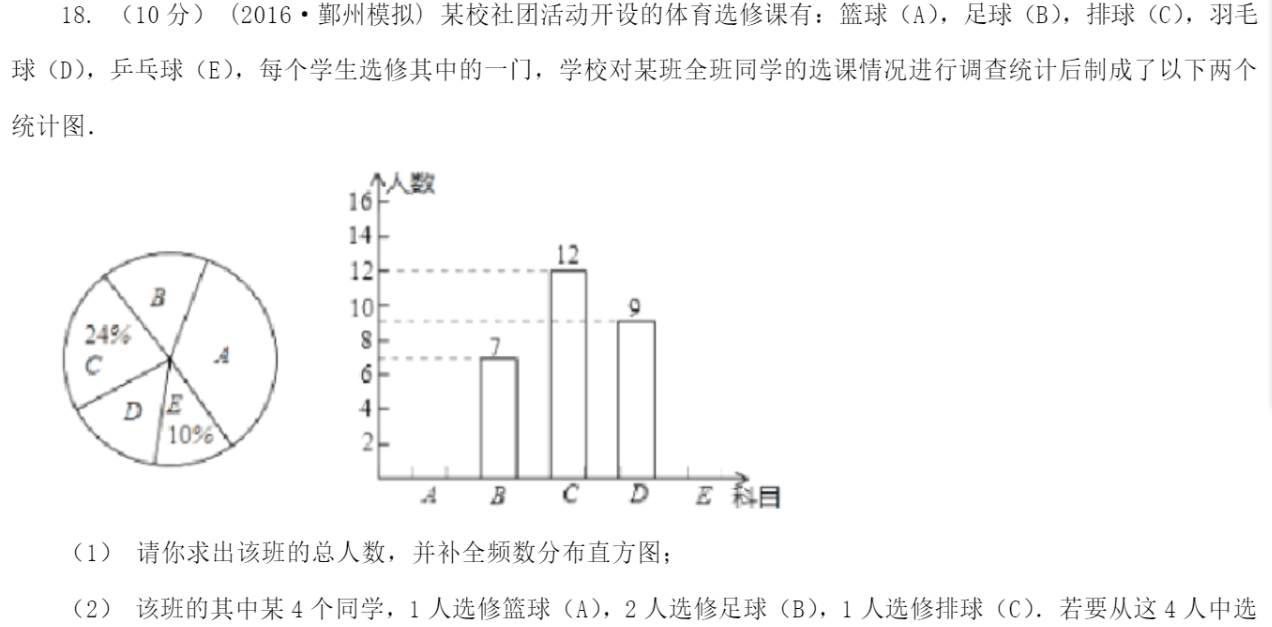 18. （10分）(2016·鄞州模拟) 某校社团活动开设的体育选修课有：篮球（A），足球（B），排球（C），羽毛
球（D），乒乓球（E），每个学生选修其中的一门，学校对某班全班同学的选课情况进行调查统计后制成了以下两个
统计图．
人数
16
14
12
10
8
6
4
2
12
9
7
A B C D E 科目
B
24%
C
A
D
E
10%
（1） 请你求出该班的总人数，并补全频数分布直方图；
（2） 该班的其中某4个同学，1人选修篮球（A），2人选修足球（B），1人选修排球（C）．若要从这4人中选